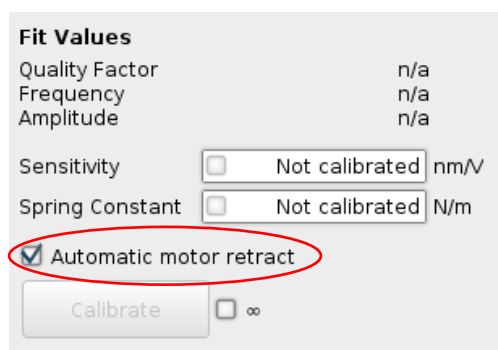 Fit Values
Quality Factor n/a
Frequency n/a
Amplitude n/a
Sensitivity Not calibrated nm/V
Spring Constant Not calibrated N/m
Automatic motor retract
Calibrate ∞